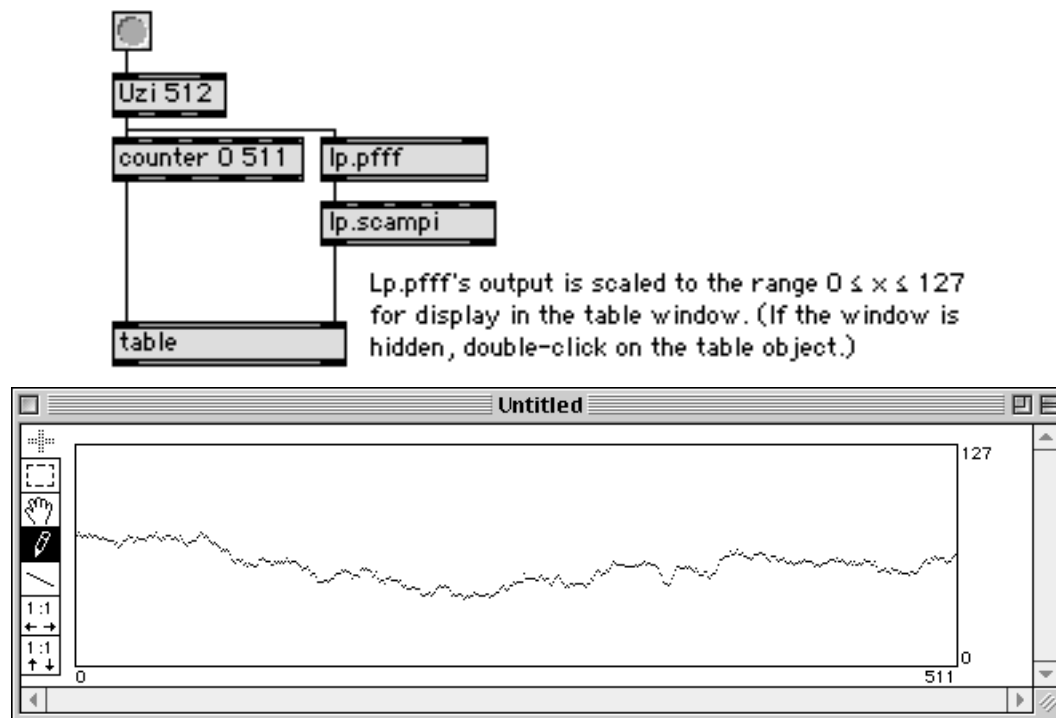 Uzi 512
counter 0 511
lp.pfff
lp.scampi
Lp.pfff's output is scaled to the range 0 ≤ x ≤ 127
for display in the table window. (If the window is
hidden, double-click on the table object.)
table
Untitled
127
1:1
1:1
0
0
511